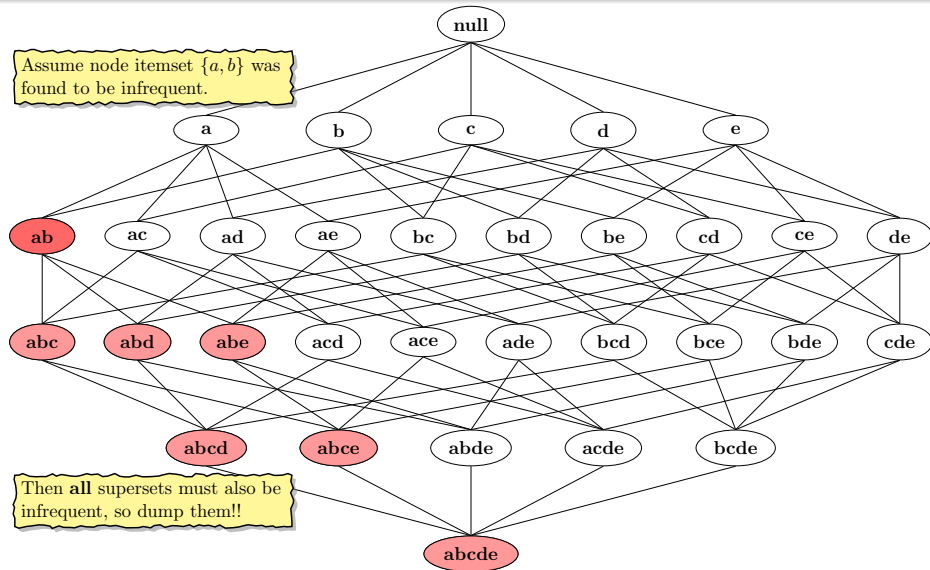 null
Assume node itemset {a, b} was
found to be infrequent.
a b c d e
ab ac ad ae bc bd be cd ce de
abc abd abe acd ace ade bcd bce bde cde
abcd abce abde acde bcde
Then all supersets must also be
infrequent, so dump them!!
abcde